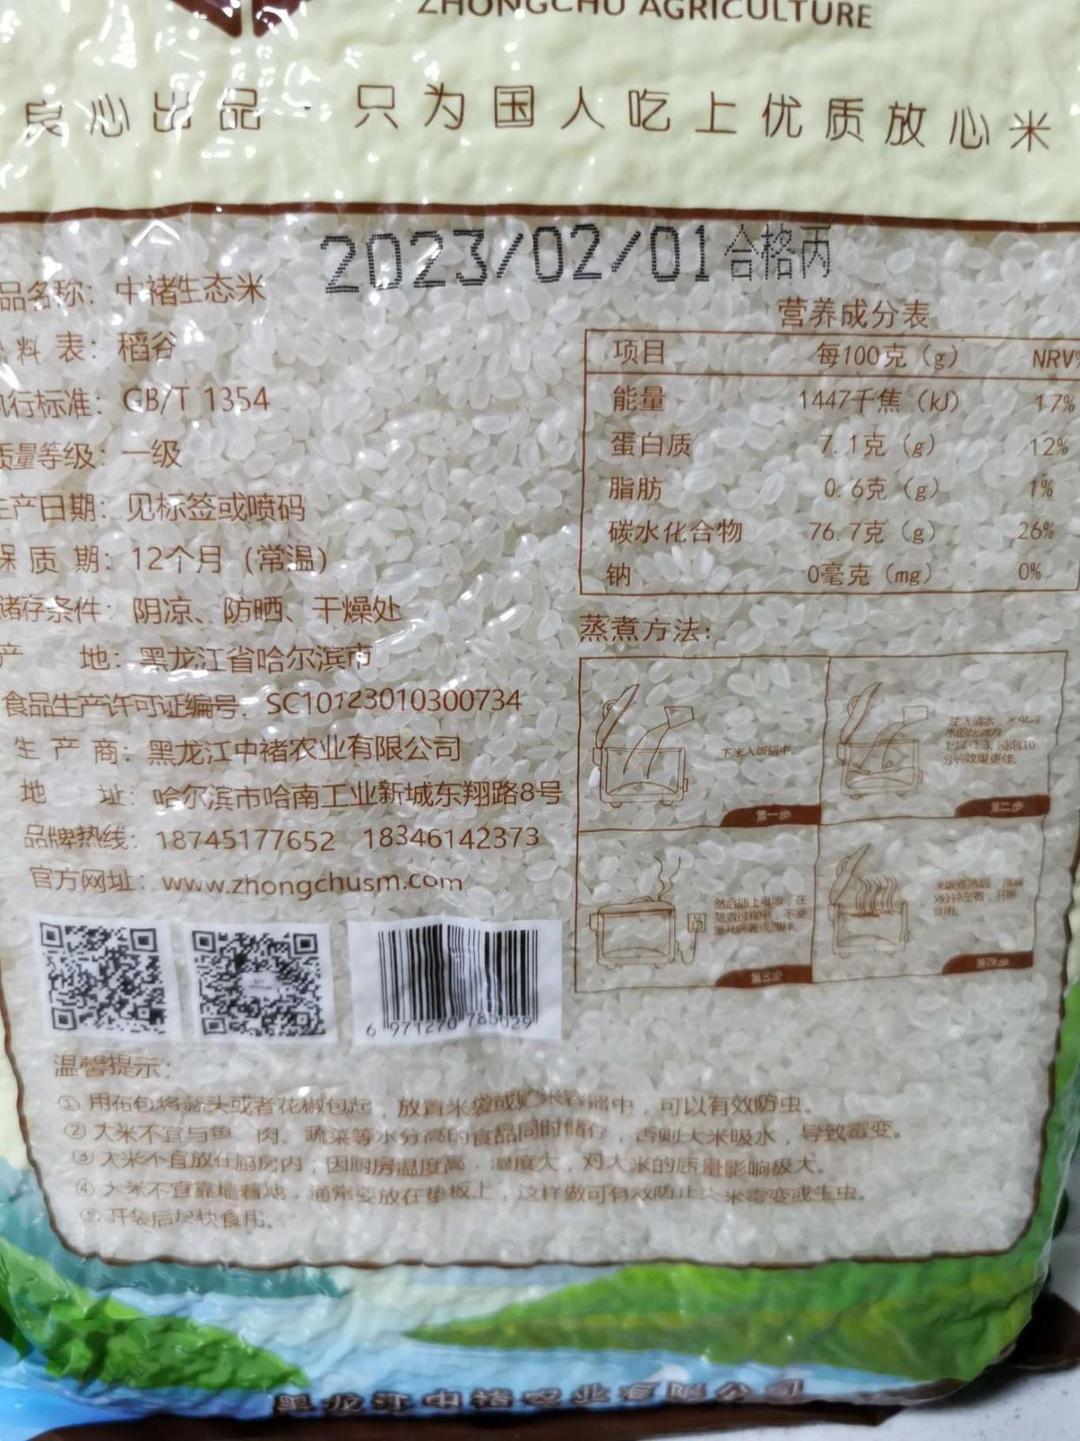 ZHONGCHU AGRICULTURE
良心出品·只为国人吃上优质放心米
2023/02/01合格丙
品名称：中褚生态米
料 表：稻谷
行标准：GB/T 1354
质量等级：一级
生产日期：见标签或喷码
保 质 期：12个月（常温）
储存条件：阴凉、防晒、干燥处
产 地：黑龙江省哈尔滨市
食品生产许可证编号：SC10123010300734
生 产 商：黑龙江中褚农业有限公司
地 址：哈尔滨市哈南工业新城东翔路8号
品牌热线：18745177652 18346142373
官方网址：www.zhongchusm.com
营养成分表
项目 每100克（g） NRV%
能量 1447千焦（kJ） 17%
蛋白质 7.1克（g） 12%
脂肪 0.6克（g） 1%
碳水化合物 76.7克（g） 26%
钠 0毫克（mg） 0%
蒸煮方法：
下米入饭锅中
第一步
注入清水
分钟效果更佳
第二步
第三步
第四步
6 971270 785029
温馨提示：
① 用布包将蒜头或者花椒包起，放置米袋或贮米容器中，可以有效防虫。
② 大米不宜与鱼、肉、蔬菜等水分高的食品同时储存，否则大米吸水，导致霉变。
③ 大米不宜放在厨房内，因厨房温度高，湿度大，对大米的质量影响极大。
④ 大米不宜靠墙着地，通常要放在垫板上，这样做可有效防止大米霉变或生虫。
⑤ 开袋后尽快食用。
黑龙江中褚农业有限公司